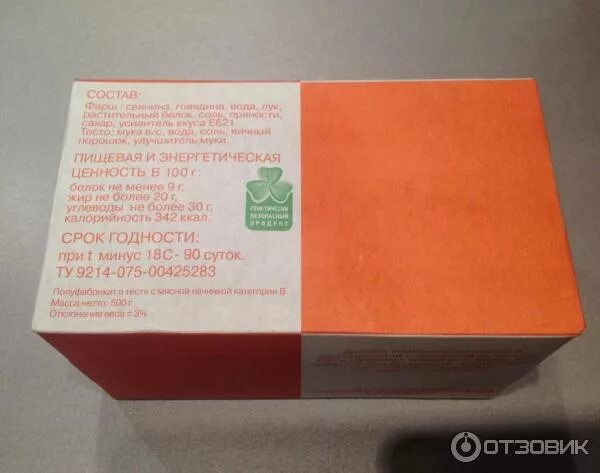 СОСТАВ:
Фарш : свинина, говядина, вода, лук,
растительный белок, соль, пряности,
сахар, усилитель вкуса Е621.
Тесто: мука в/с, вода, соль, яичный
порошок, улучшитель муки.
ПИЩЕВАЯ И ЭНЕРГЕТИЧЕСКАЯ
ЦЕННОСТЬ В 100 г:
белок не менее 9 г,
жир не более 20 г,
углеводы не более 30 г,
калорийность 342 ккал.
ГЕНЕТИЧЕСКИ
БЕЗОПАСНЫЙ
ПРОДУКТ
СРОК ГОДНОСТИ:
при t минус 18С- 90 суток.
ТУ 9214-075-00425283
Полуфабрикат в тесте с мясной начинкой категории В.
Масса нетто: 500 г
Отклонение веса ± 3%
ОТЗОВИК